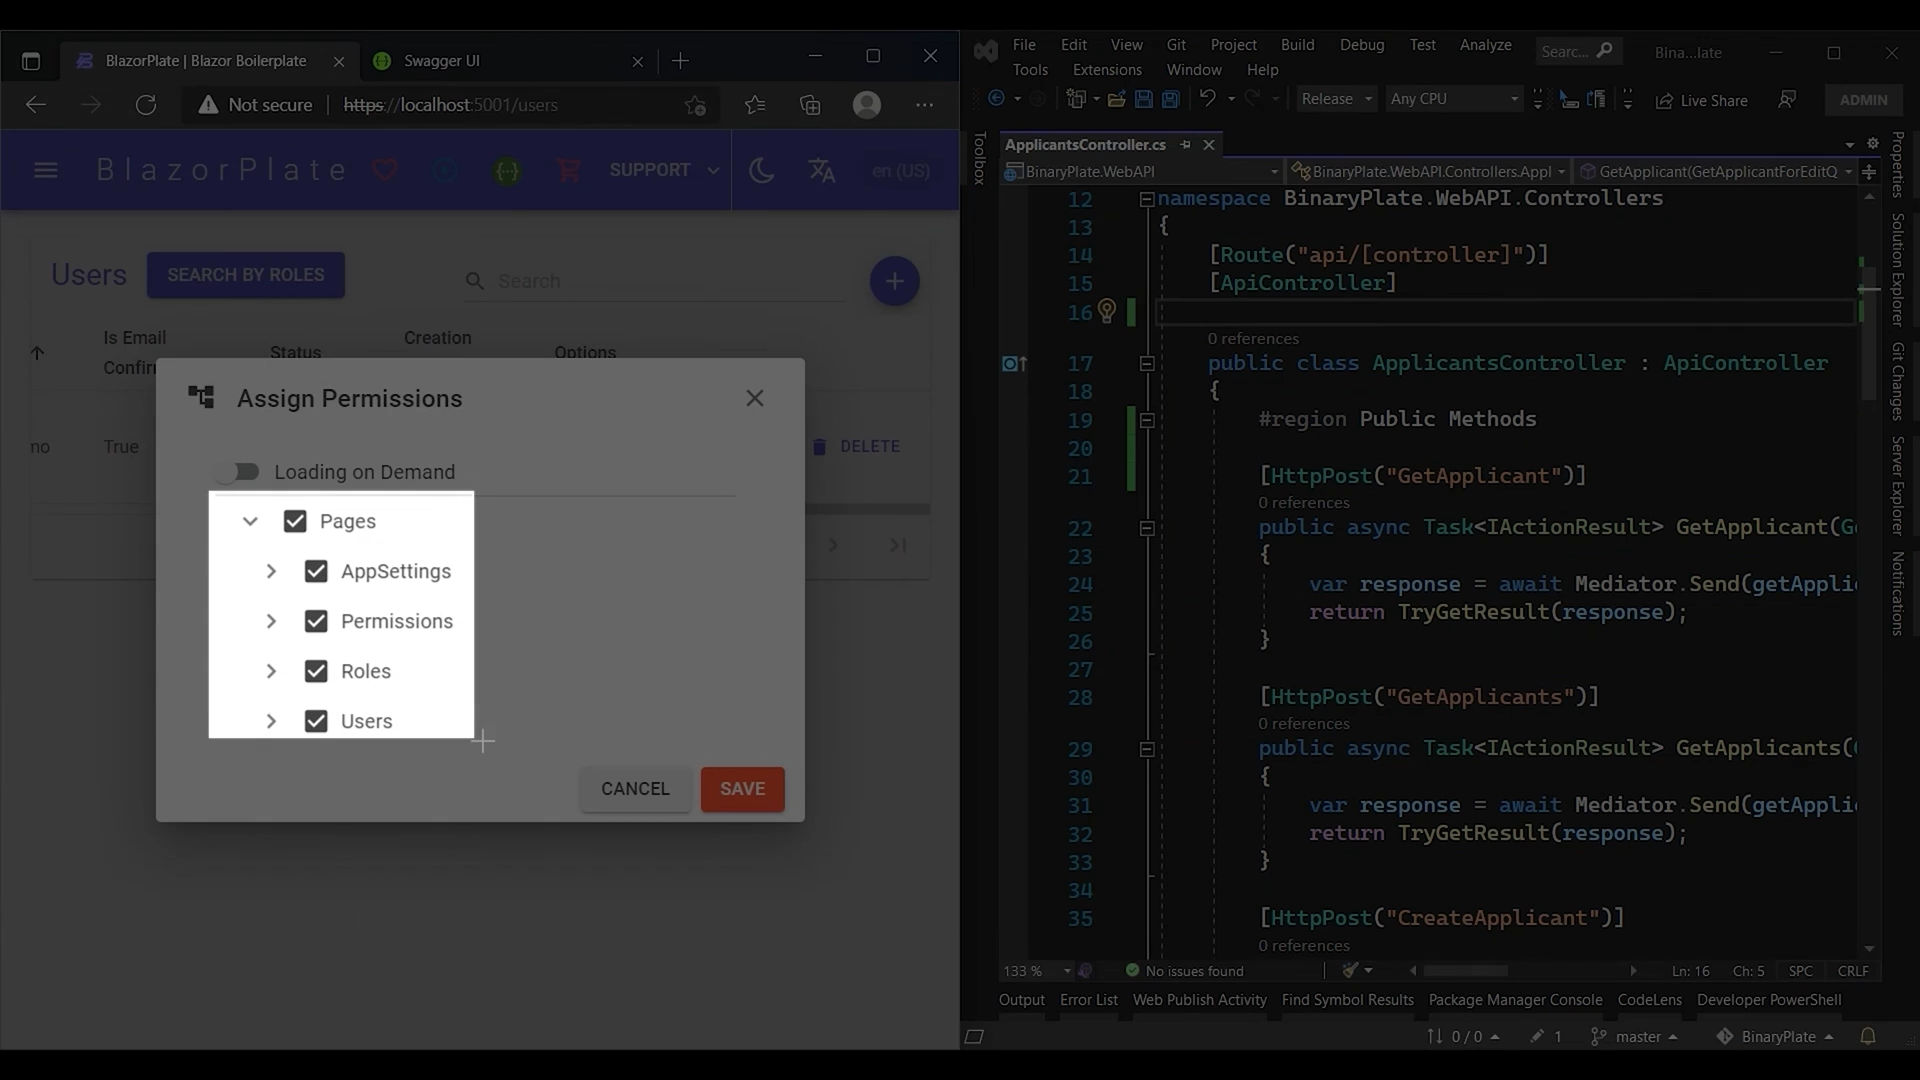 BlazorPlate | Blazor Boilerplate
Swagger UI
Not secure
https://localhost:5001/users
BlazorPlate
SUPPORT
en (US)
Users
SEARCH BY ROLES
Search
Is Email
Creation
Status
Options
no
True
DELETE
Assign Permissions
Loading on Demand
Pages
AppSettings
Permissions
Roles
Users
CANCEL
SAVE
File Edit View Git Project Build Debug Test Analyze
Searc...
Bina...late
Tools Extensions Window Help
Release
Any CPU
Live Share
ADMIN
Toolbox
ApplicantsController.cs
BinaryPlate.WebAPI
BinaryPlate.WebAPI.Controllers.Appl
GetApplicant(GetApplicantForEditQ
12 namespace BinaryPlate.WebAPI.Controllers
13 {
14 [Route("api/[controller]")]
15 [ApiController]
16
0 references
17 public class ApplicantsController : ApiController
18 {
19 #region Public Methods
20
21 [HttpPost("GetApplicant")]
0 references
22 public async Task<IActionResult> GetApplicant(G
23 {
24 var response = await Mediator.Send(getAppli
25 return TryGetResult(response);
26 }
27
28 [HttpPost("GetApplicants")]
0 references
29 public async Task<IActionResult> GetApplicants(
30 {
31 var response = await Mediator.Send(getAppli
32 return TryGetResult(response);
33 }
34
35 [HttpPost("CreateApplicant")]
0 references
Properties
Solution Explorer
Git Changes
Server Explorer
Notifications
133 %
No issues found
Ln: 16 Ch: 5 SPC CRLF
Output Error List Web Publish Activity Find Symbol Results Package Manager Console CodeLens Developer PowerShell
0 / 0
1
master
BinaryPlate